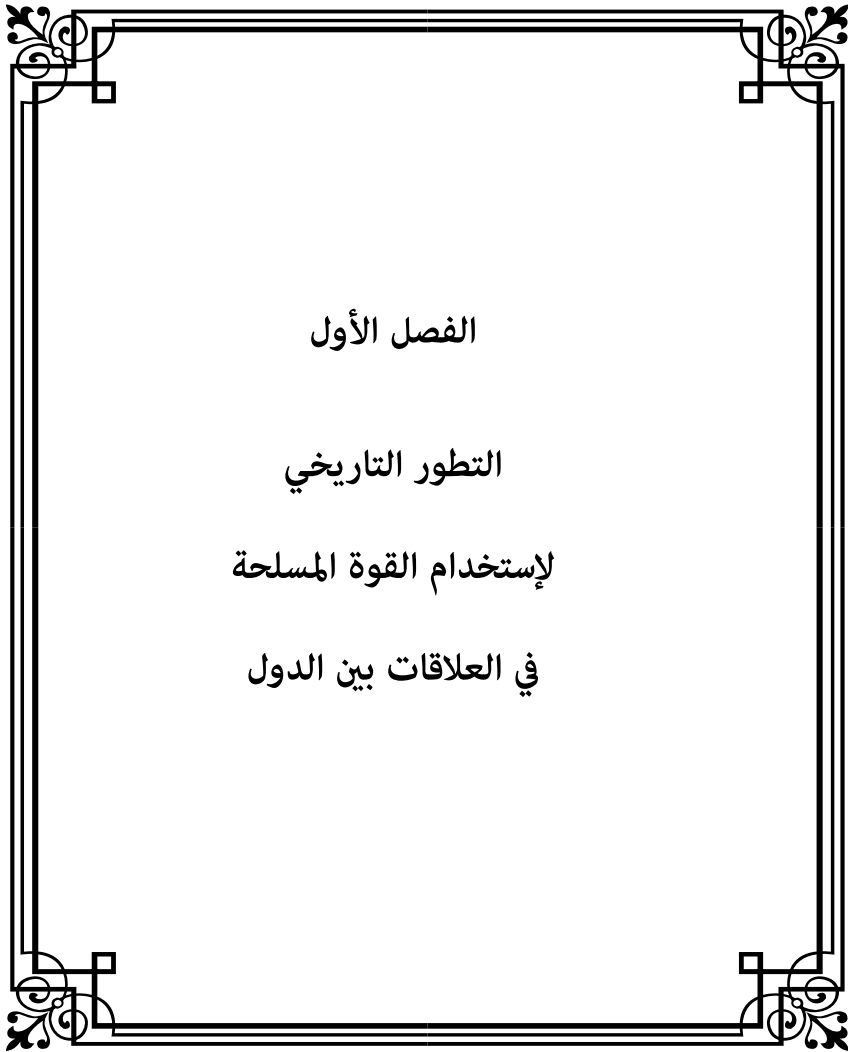 الفصل الأول
التطور التاريخي
لإستخدام القوة المسلحة
في العلاقات بين الدول